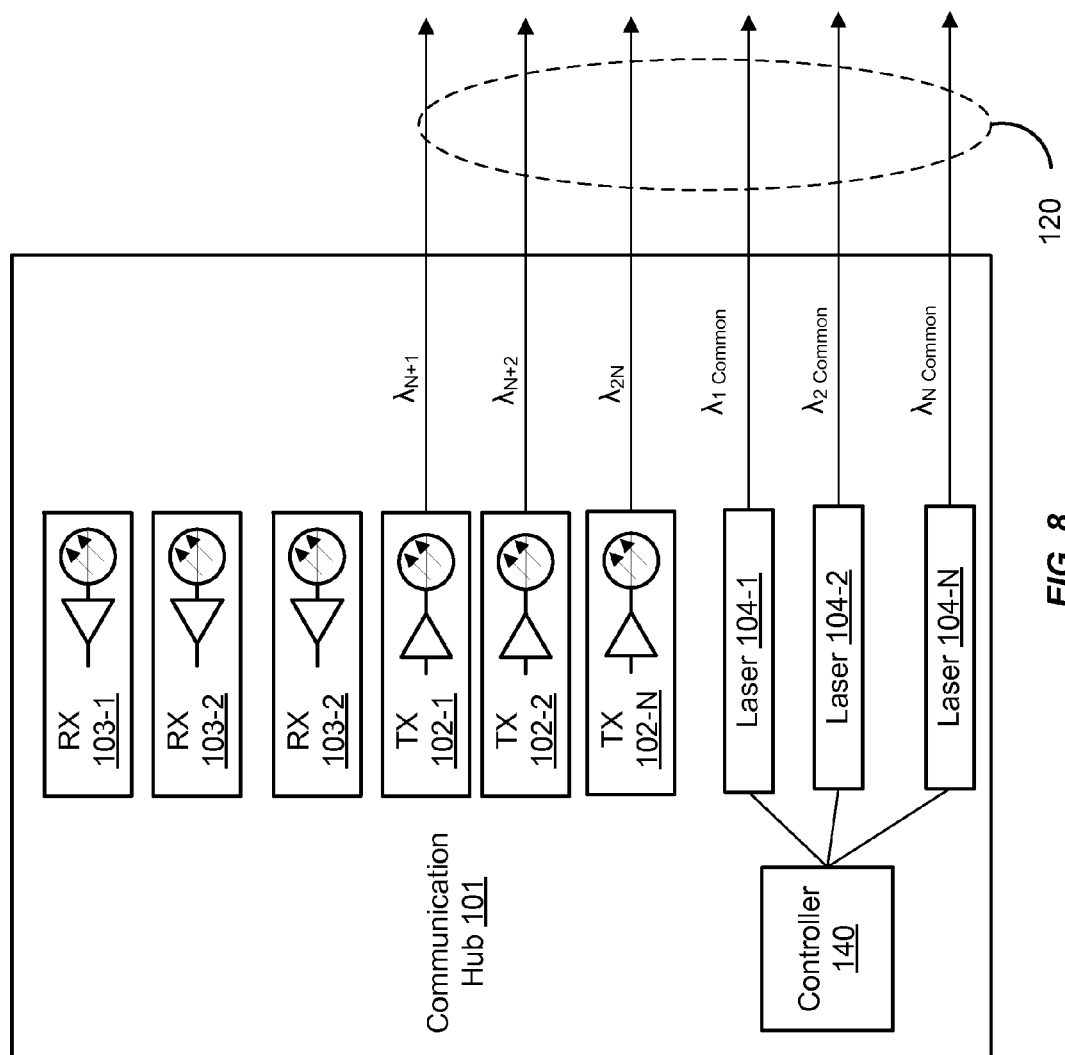 RX
103-1
RX
103-2
RX
103-2
TX
102-1
TX
102-2
TX
102-N
Laser 104-1
Laser 104-2
Laser 104-N
Communication
Hub 101
Controller
140
λN+1
λN+2
λ2N
λ1 Common
λ2 Common
λN Common
120
FIG. 8